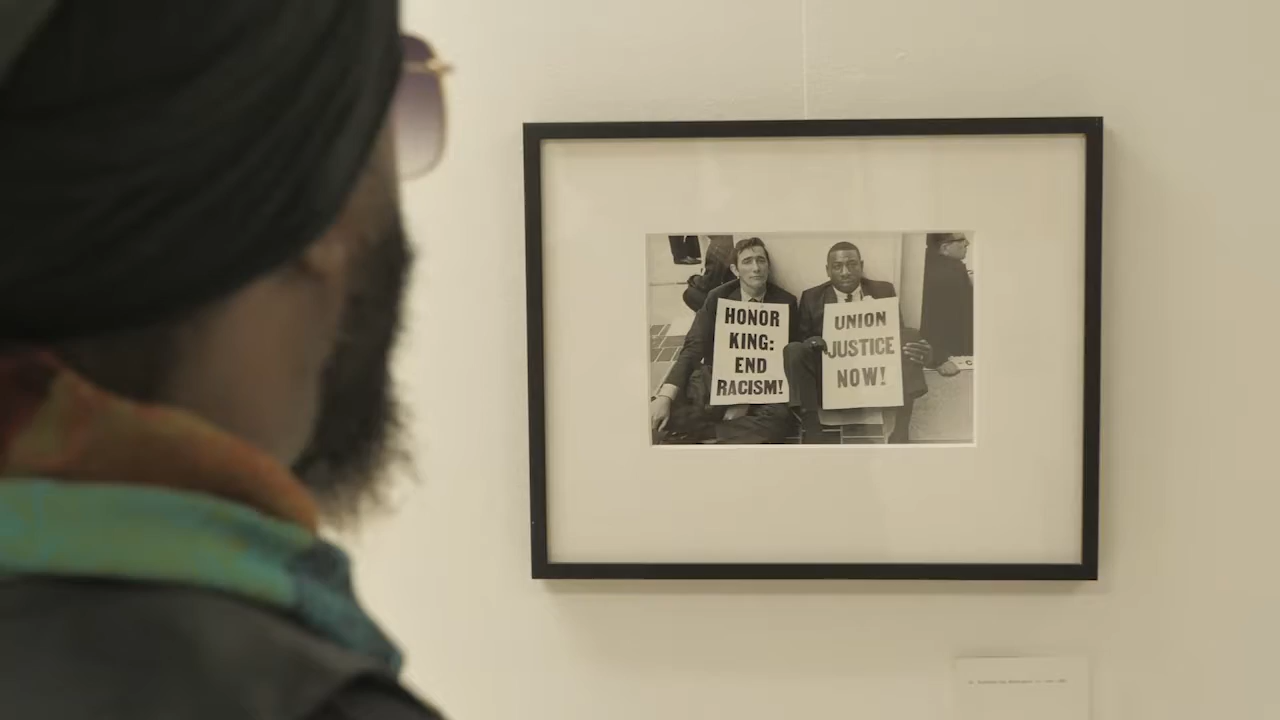 HONOR
KING:
END
RACISM!
UNION
JUSTICE
NOW!